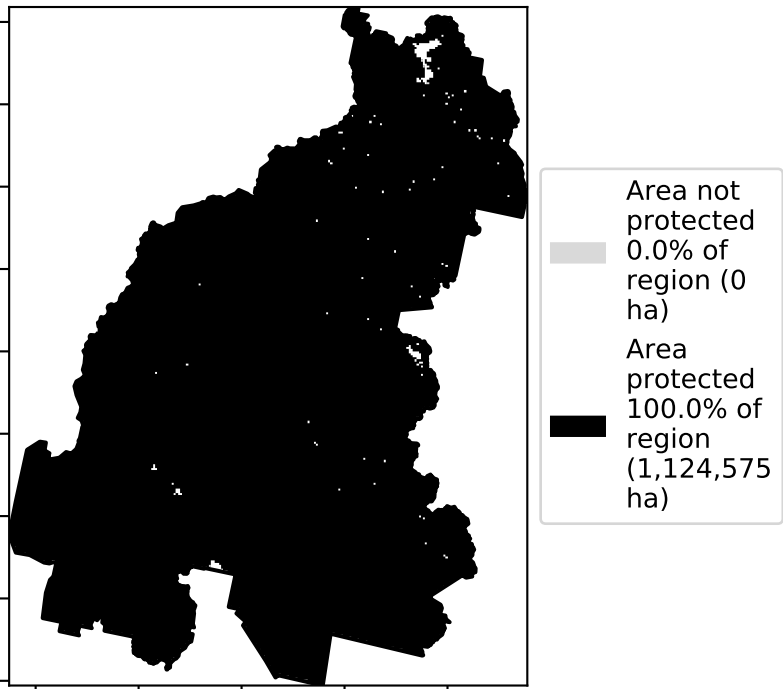 Area not
protected
0.0% of
region (0
ha)
Area
protected
100.0% of
region
(1,124,575
ha)